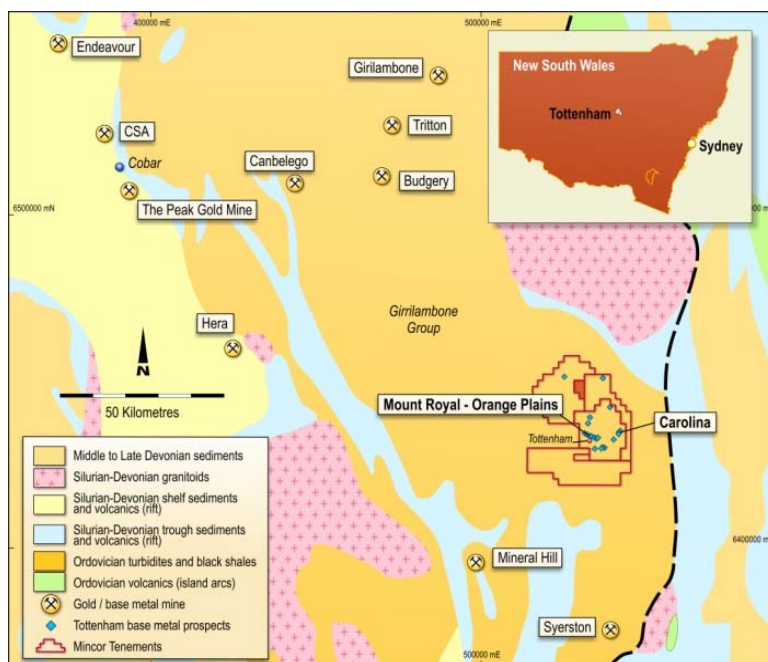 400000 mE
500000 mE
Endeavour
Girilambone
New South Wales
Tottenham
Sydney
CSA
Tritton
Cobar
Canbelego
Budgery
The Peak Gold Mine
6500000 mN
Girrilambone
Group
Hera
N
50 Kilometres
Mount Royal - Orange Plains
Carolina
Tottenham
Middle to Late Devonian sediments
Silurian-Devonian granitoids
Silurian-Devonian shelf sediments
and volcanics (rift)
Silurian-Devonian trough sediments
and volcanics (rift)
Ordovician turbidites and black shales
Ordovician volcanics (island arcs)
Gold / base metal mine
Tottenham base metal prospects
Mincor Tenements
Mineral Hill
6400000 m
Syerston
500000 mE